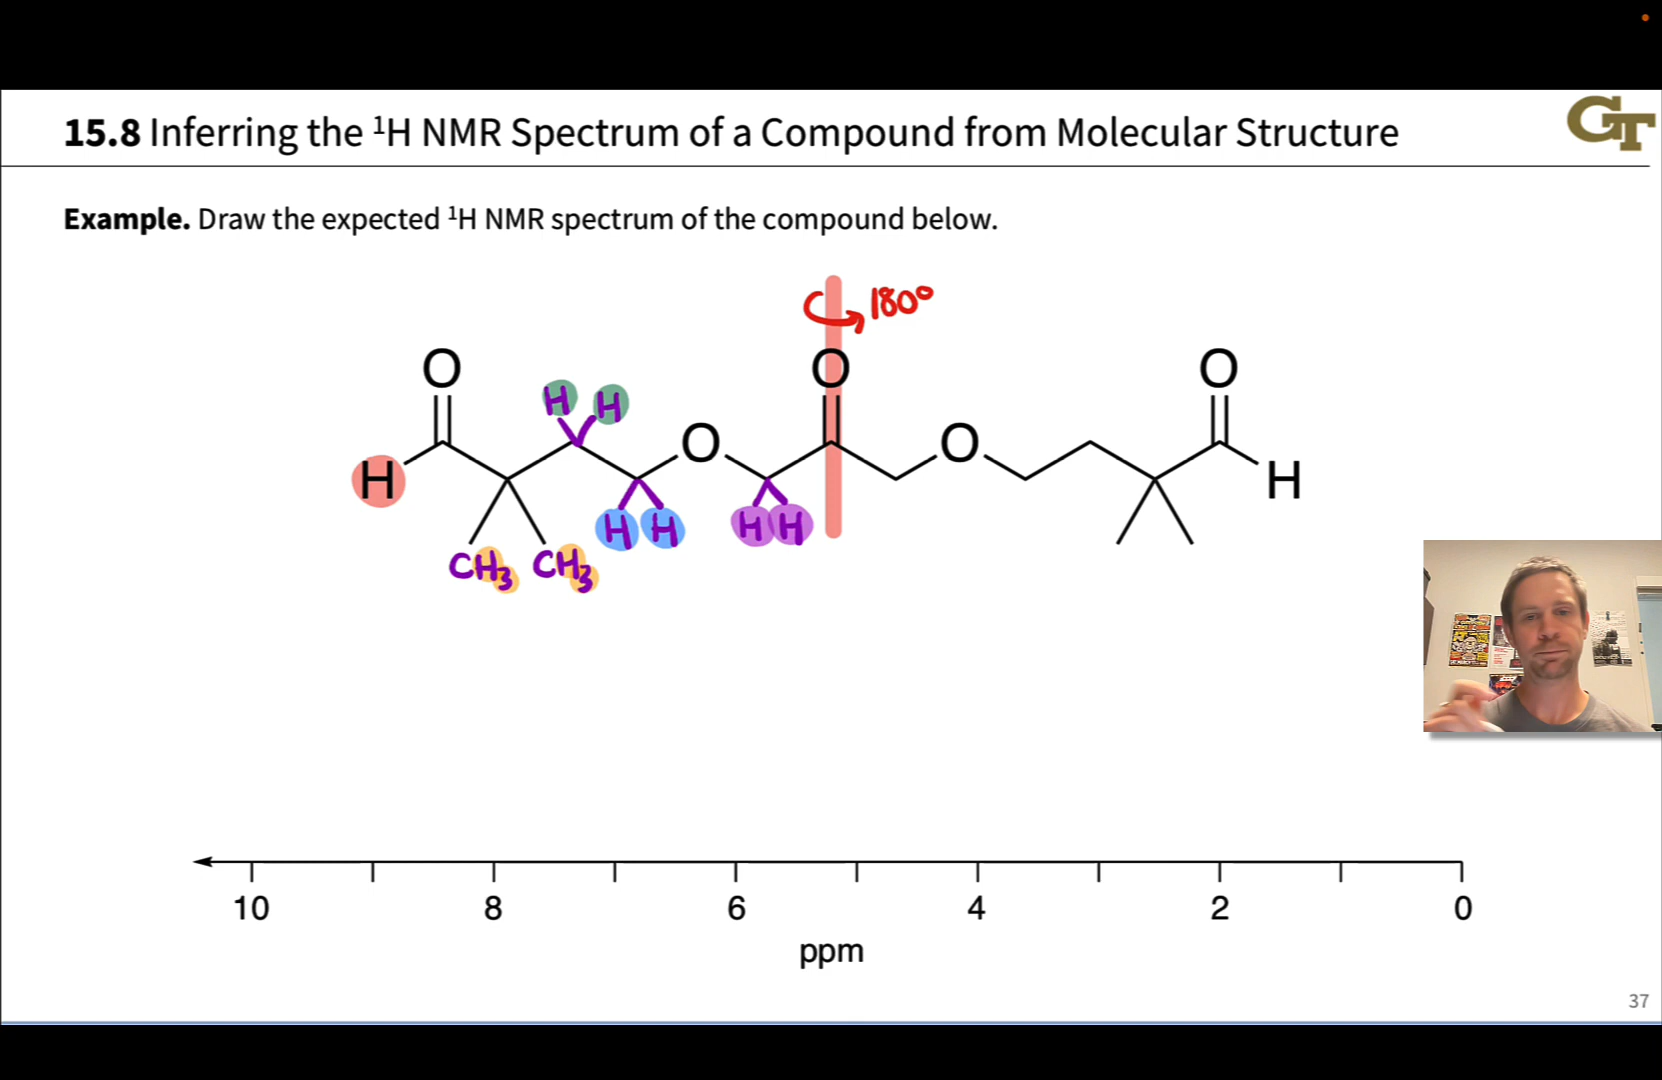 15.8 Inferring the ¹H NMR Spectrum of a Compound from Molecular Structure
GT
Example. Draw the expected ¹H NMR spectrum of the compound below.
180°
O O O
H H
O O
H H
H H H H
CH₃ CH₃
10 8 6 4 2 0
ppm
37